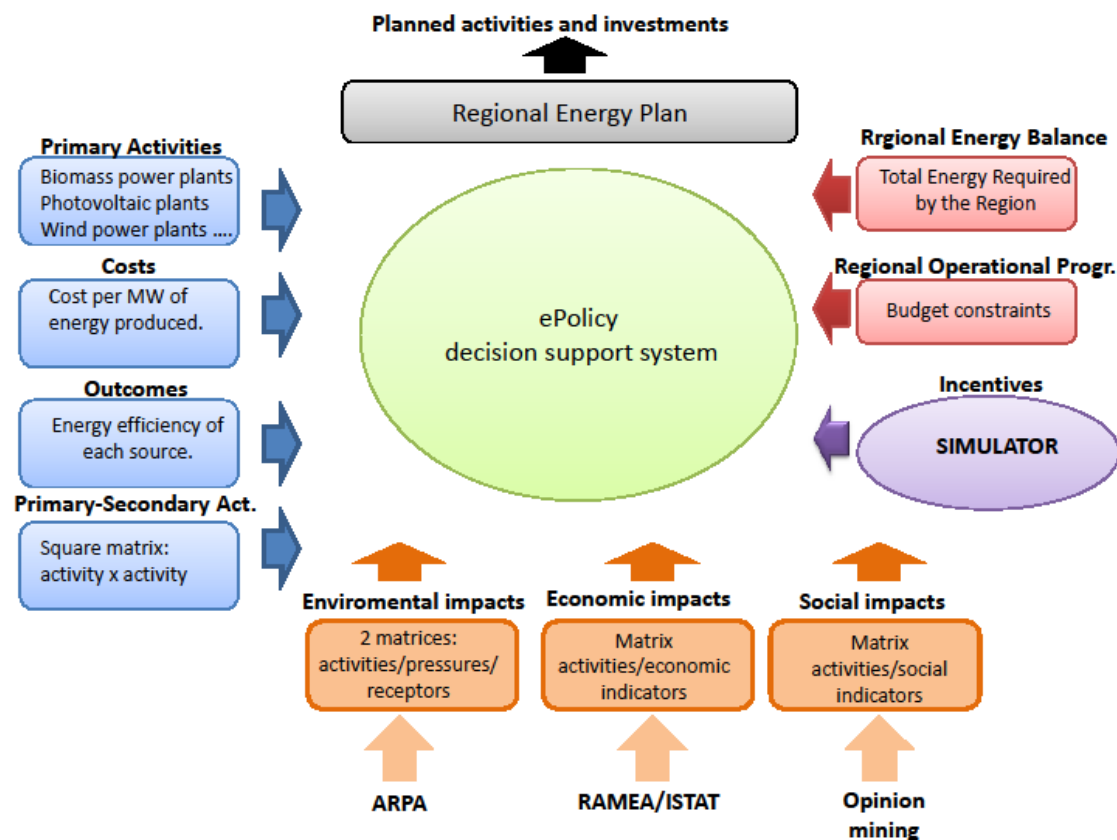 Planned activities and investments
Regional Energy Plan
Primary Activities
Biomass power plants
Photovoltaic plants
Wind power plants ....
Costs
Cost per MW of
energy produced.
Outcomes
Energy efficiency of
each source.
Primary-Secondary Act.
Square matrix:
activity x activity
ePolicy
decision support system
Rrgional Energy Balance
Total Energy Required
by the Region
Regional Operational Progr.
Budget constraints
Incentives
SIMULATOR
Enviromental impacts
2 matrices:
activities/pressures/
receptors
ARPA
Economic impacts
Matrix
activities/economic
indicators
RAMEA/ISTAT
Social impacts
Matrix
activities/social
indicators
Opinion
mining